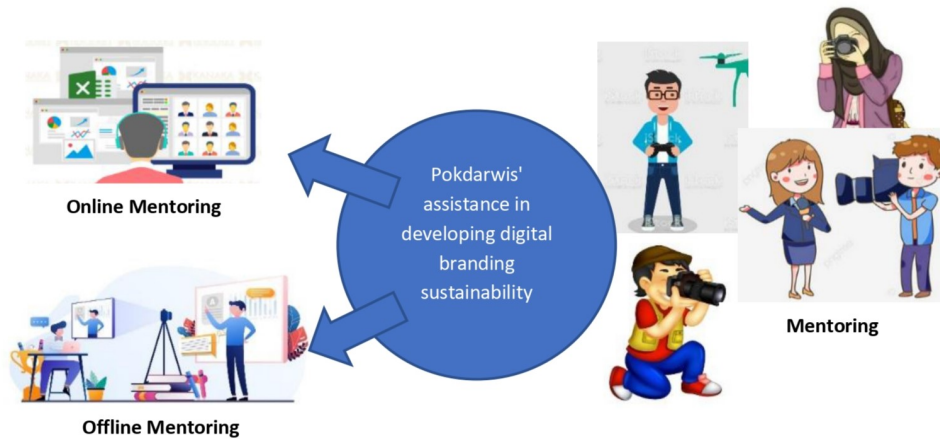 Online Mentoring
Pokdarwis'
assistance in
developing digital
branding
sustainability
Mentoring
Offline Mentoring